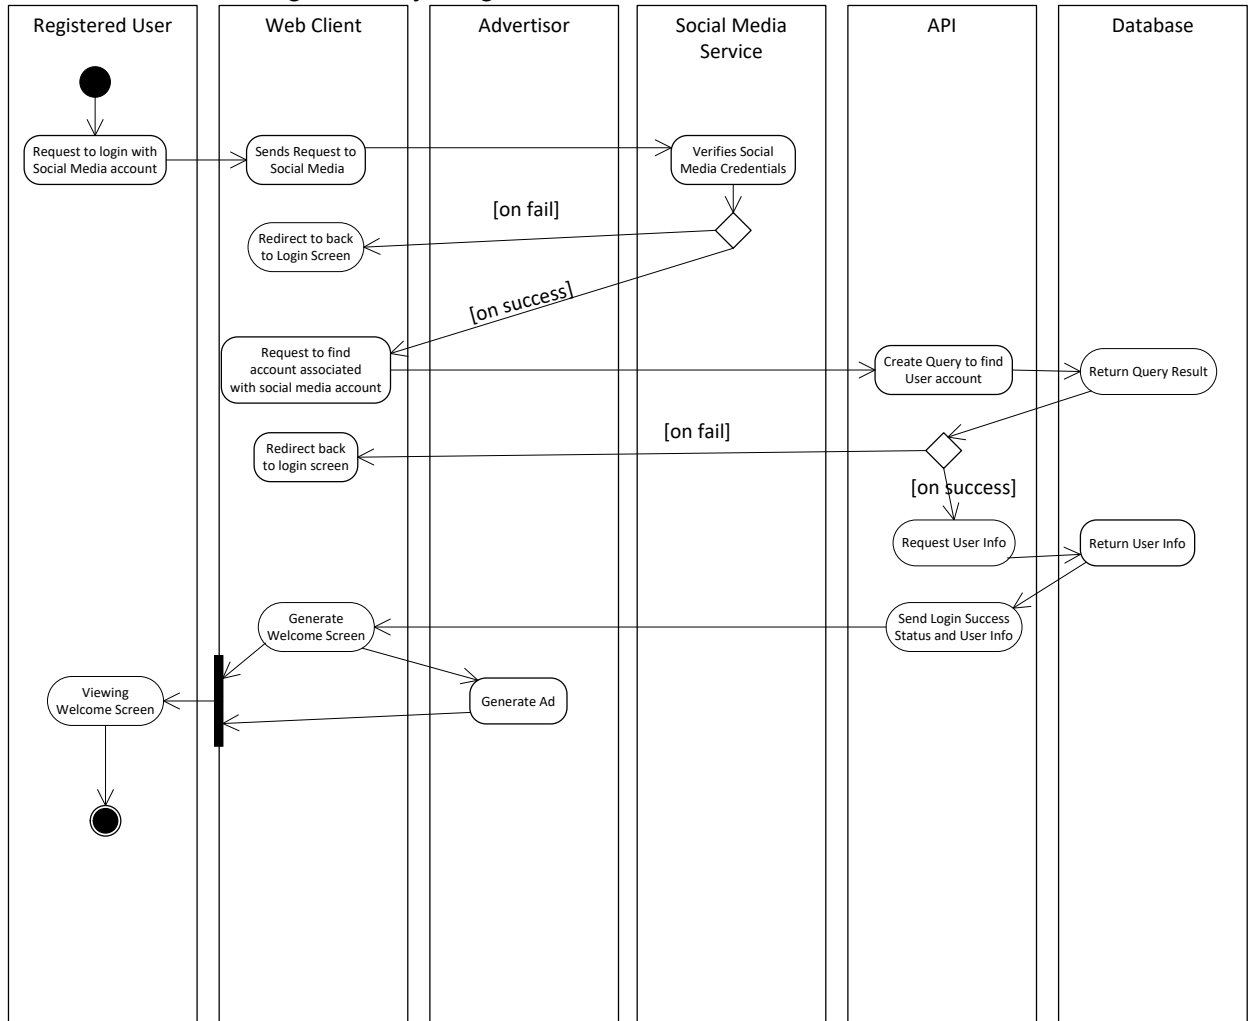 Registered User
Web Client
Advertisor
Social Media
Service
API
Database
Request to login with
Social Media account
Sends Request to
Social Media
Verifies Social
Media Credentials
[on fail]
Redirect to back
to Login Screen
[on success]
Request to find
account associated
with social media account
Create Query to find
User account
Return Query Result
[on fail]
Redirect back
to login screen
[on success]
Request User Info
Return User Info
Generate
Welcome Screen
Send Login Success
Status and User Info
Viewing
Welcome Screen
Generate Ad